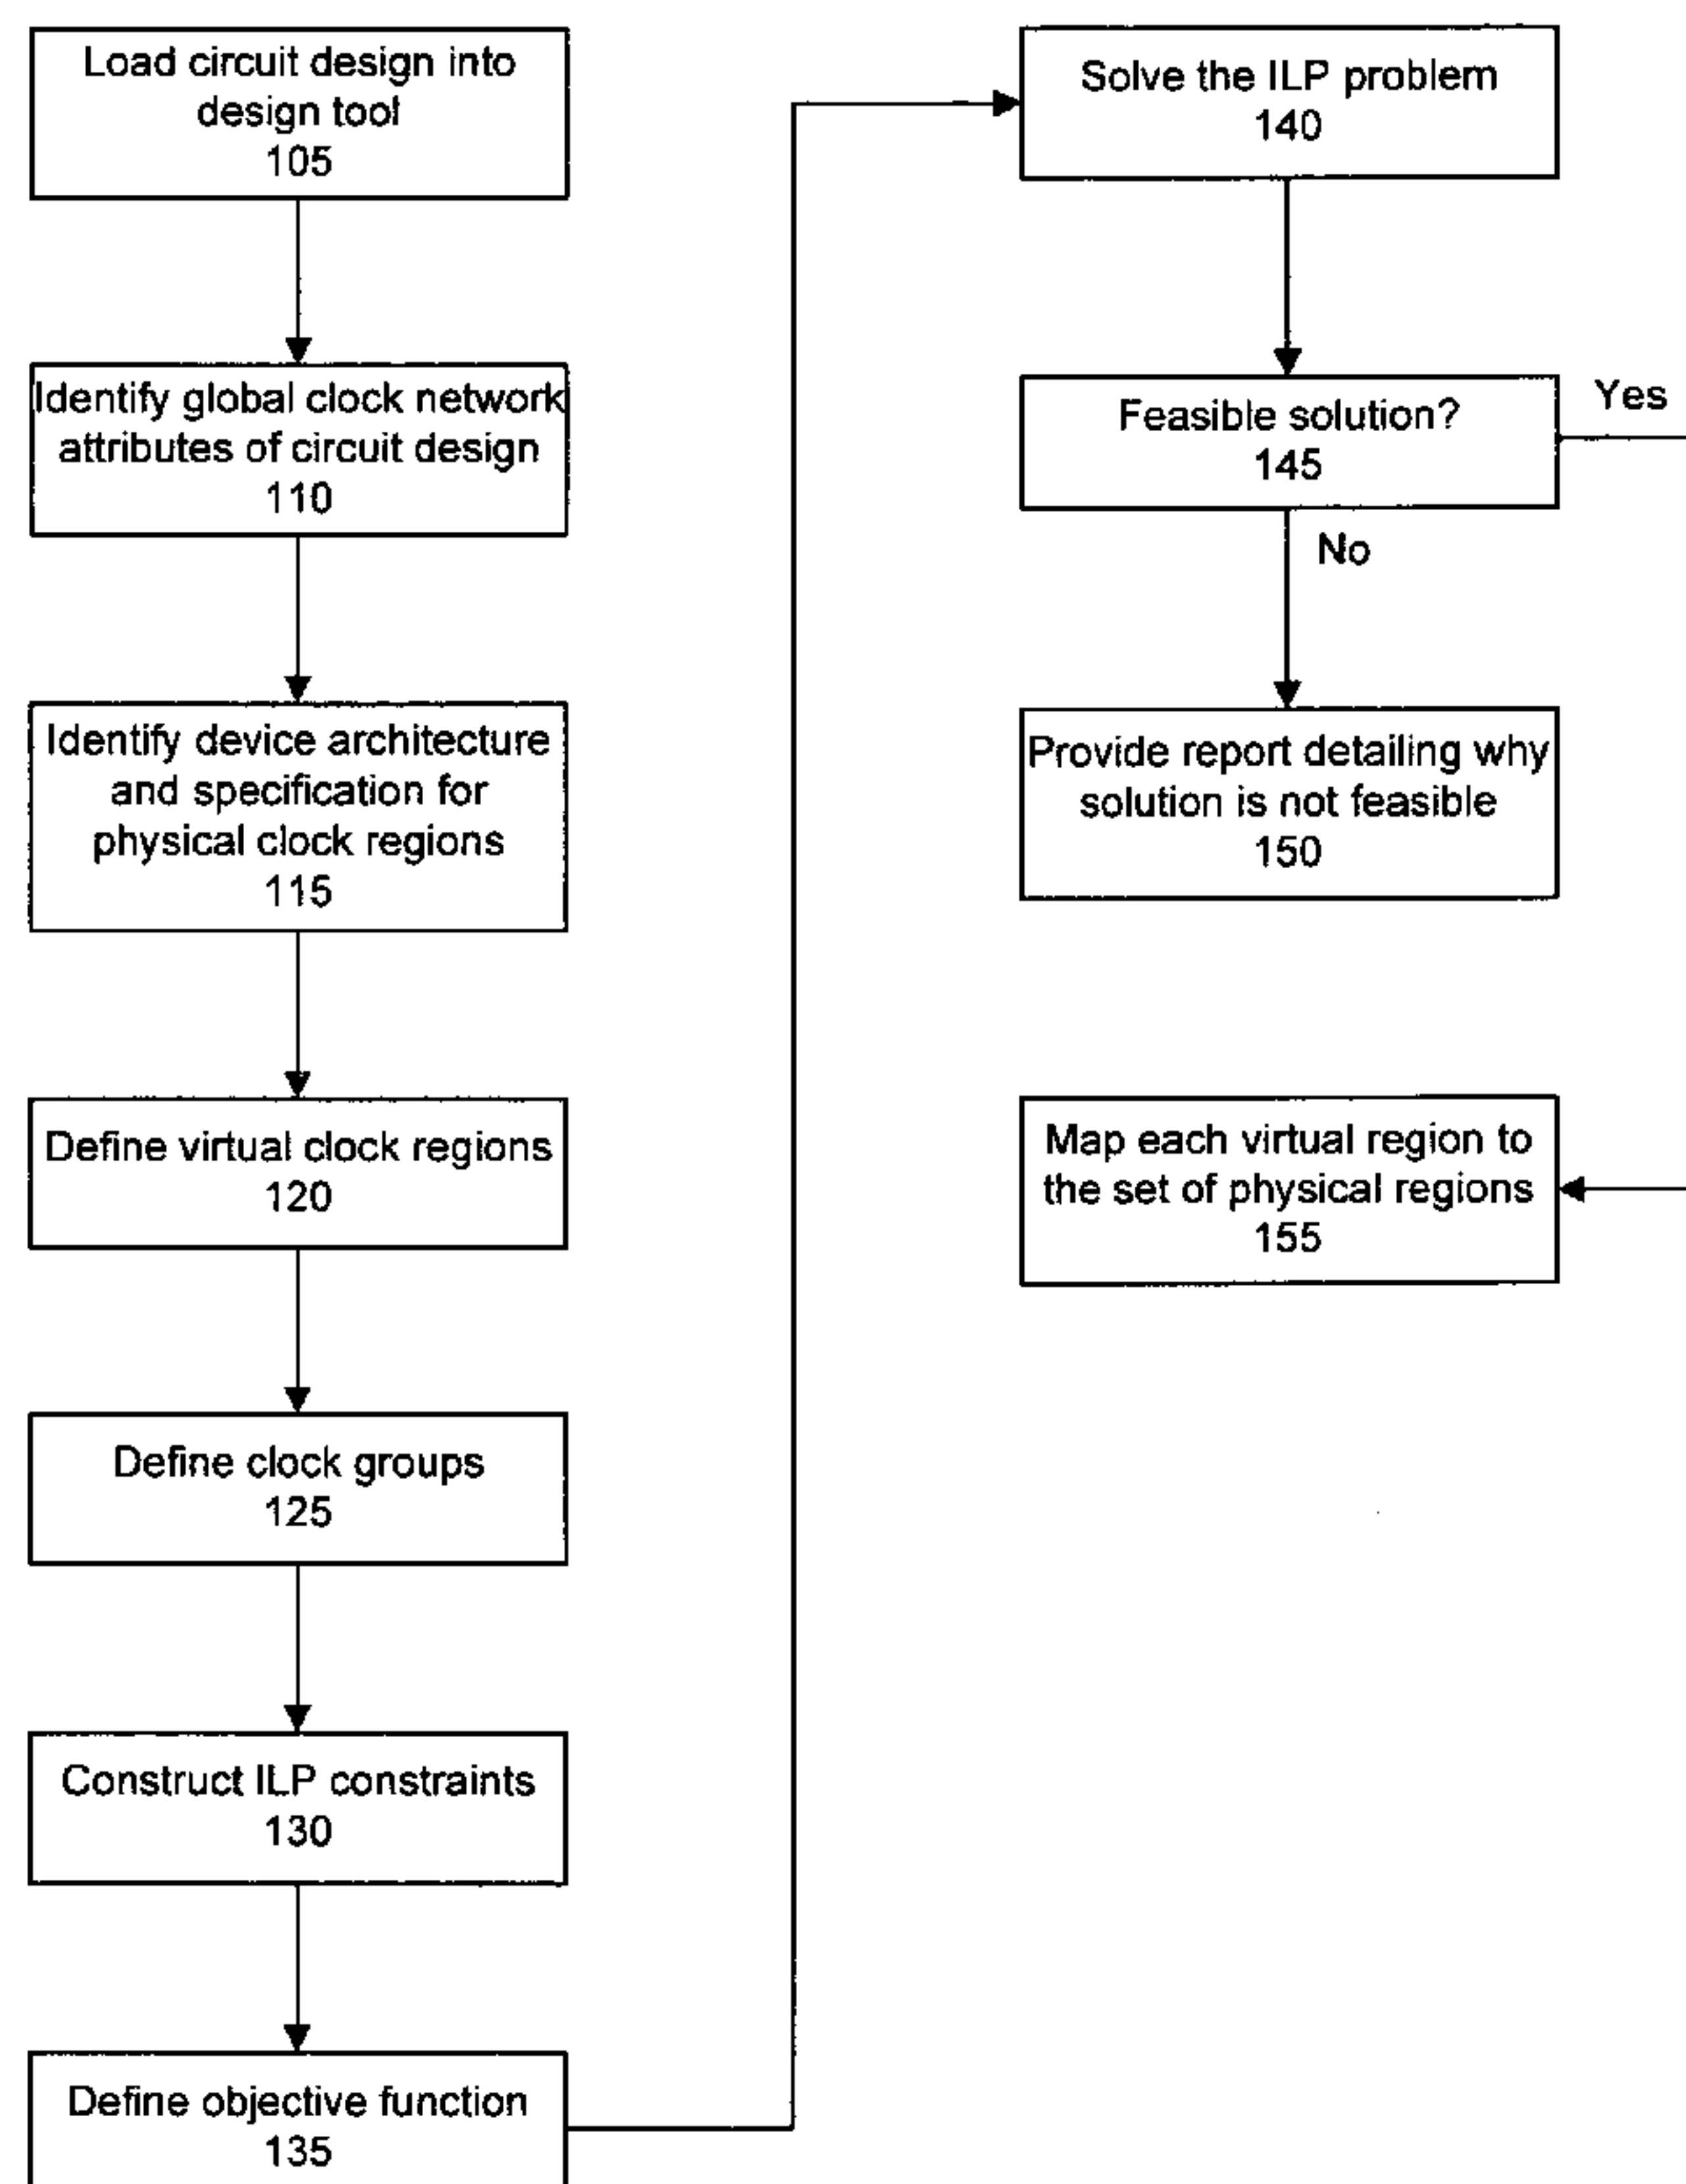 Load circuit design into
design tool
105
Identify global clock network
attributes of circuit design
110
Identify device architecture
and specification for
physical clock regions
115
Define virtual clock regions
120
Define clock groups
125
Construct ILP constraints
130
Define objective function
135
Solve the ILP problem
140
Feasible solution?
145
Yes
No
Provide report detailing why
solution is not feasible
150
Map each virtual region to
the set of physical regions
155